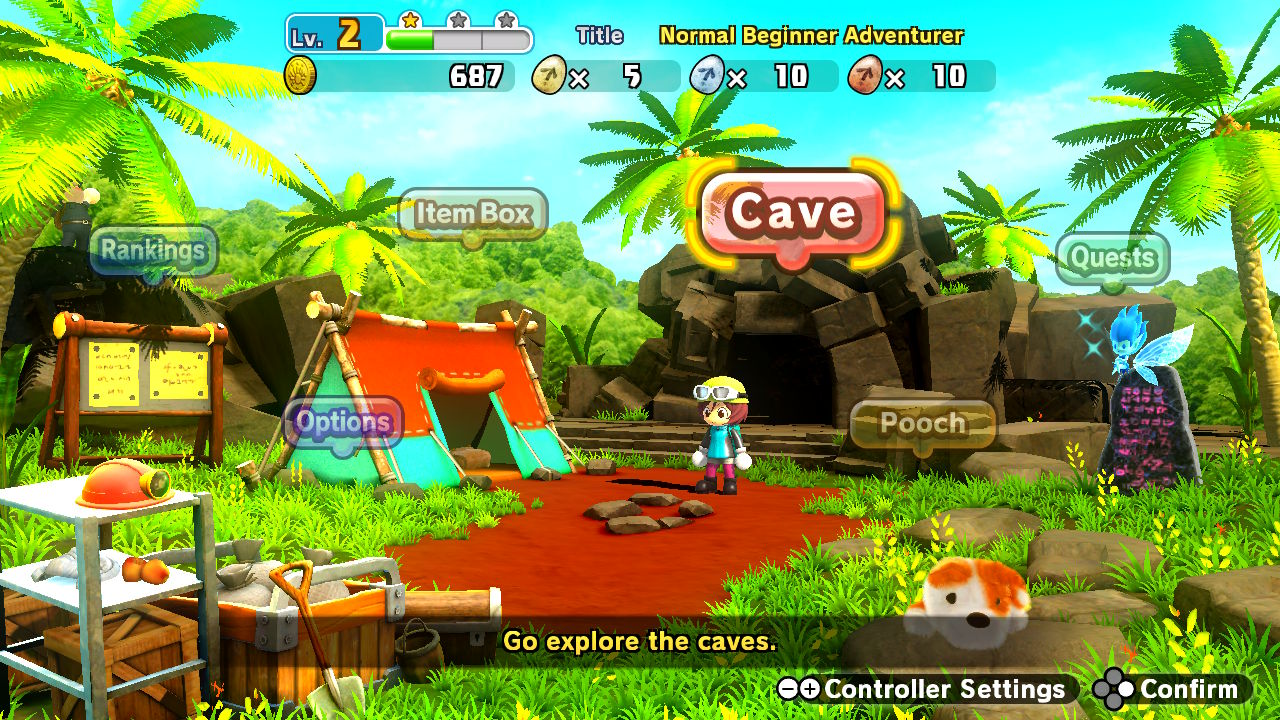 Lv. 2
Title Normal Beginner Adventurer
687 × 5 × 10 × 10
Cave
Item Box
Rankings
Quests
Options
Pooch
Go explore the caves.
Controller Settings Confirm